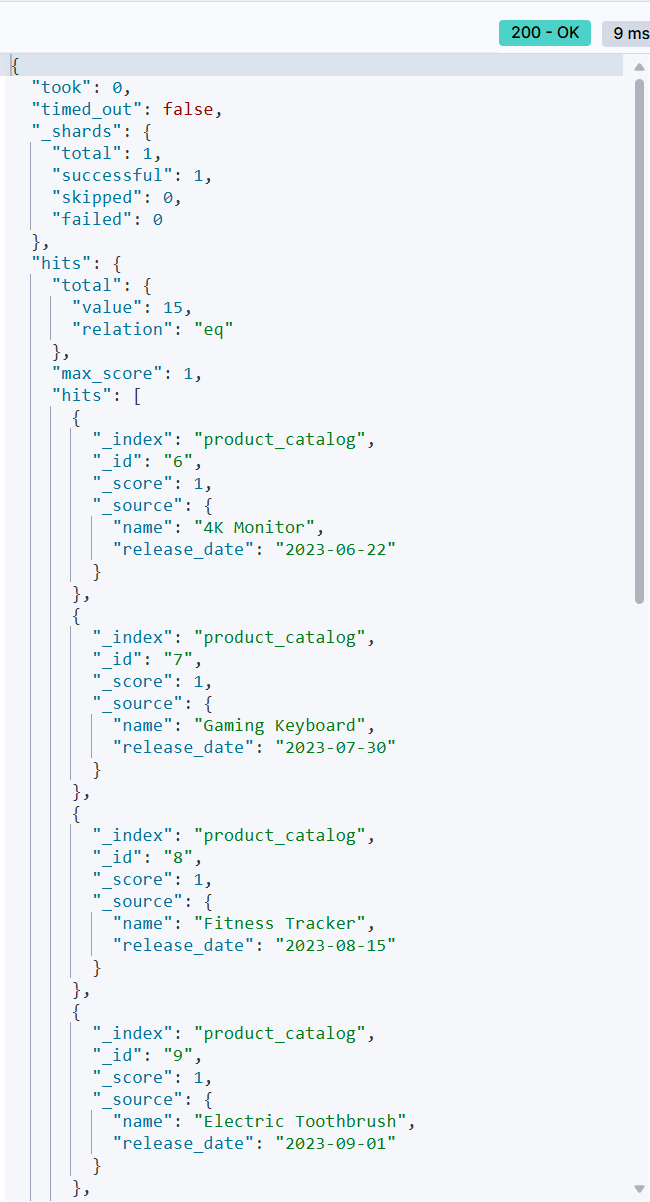 200 - OK 9 ms
{
"took": 0,
"timed_out": false,
"_shards": {
"total": 1,
"successful": 1,
"skipped": 0,
"failed": 0
},
"hits": {
"total": {
"value": 15,
"relation": "eq"
},
"max_score": 1,
"hits": [
{
"_index": "product_catalog",
"_id": "6",
"_score": 1,
"_source": {
"name": "4K Monitor",
"release_date": "2023-06-22"
}
},
{
"_index": "product_catalog",
"_id": "7",
"_score": 1,
"_source": {
"name": "Gaming Keyboard",
"release_date": "2023-07-30"
}
},
{
"_index": "product_catalog",
"_id": "8",
"_score": 1,
"_source": {
"name": "Fitness Tracker",
"release_date": "2023-08-15"
}
},
{
"_index": "product_catalog",
"_id": "9",
"_score": 1,
"_source": {
"name": "Electric Toothbrush",
"release_date": "2023-09-01"
}
},